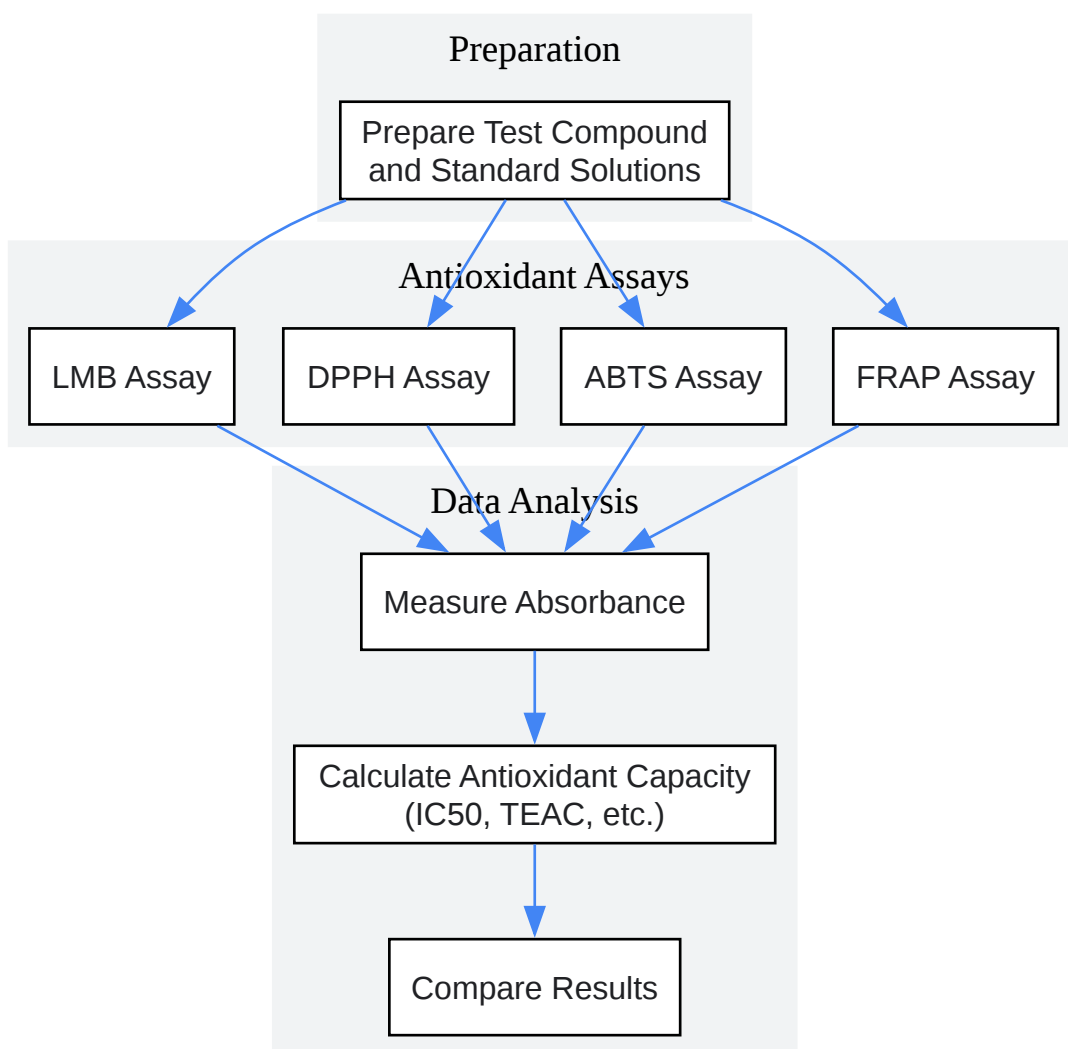 Preparation
Prepare Test Compound
and Standard Solutions
Antioxidant Assays
LMB Assay
DPPH Assay
ABTS Assay
FRAP Assay
Data Analysis
Measure Absorbance
Calculate Antioxidant Capacity
(IC50, TEAC, etc.)
Compare Results